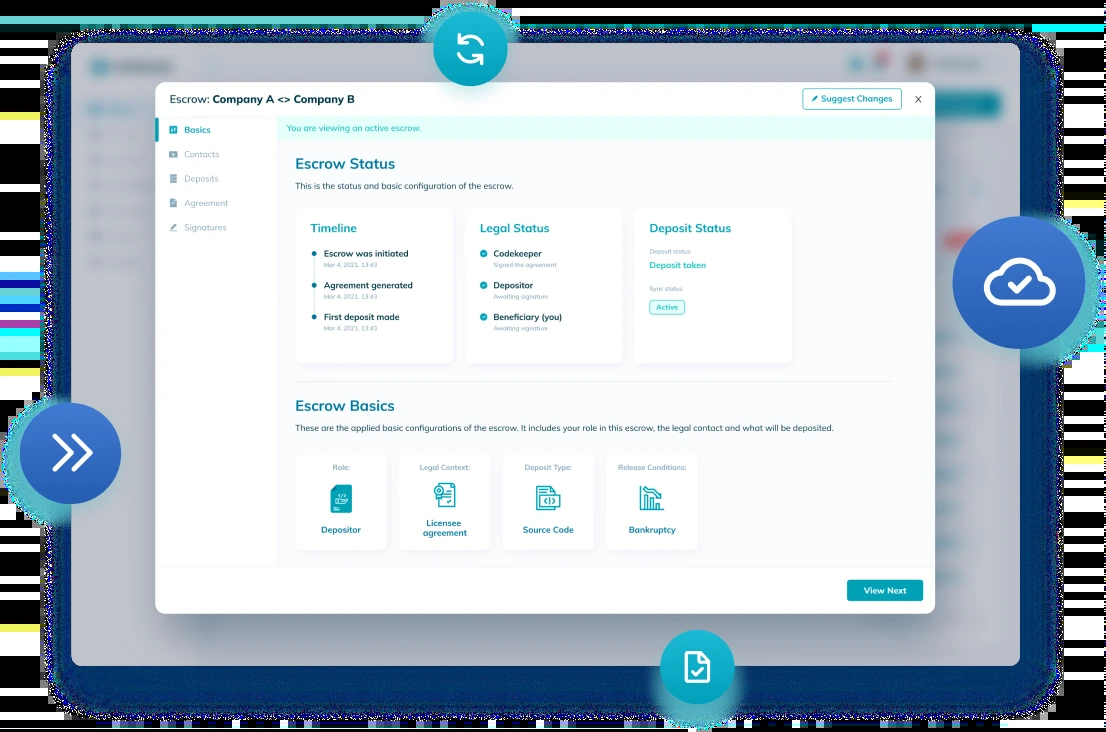 Escrow: Company A <> Company B
Suggest Changes
X
Basics
Contacts
Deposits
Agreement
Signatures
You are viewing an active escrow.
Escrow Status
This is the status and basic configuration of the escrow.
Timeline
Escrow was initiated
Mar 4, 2021, 13:43
Agreement generated
Mar 4, 2021, 13:43
First deposit made
Mar 4, 2021, 13:43
Legal Status
Codekeeper
Signed the agreement
Depositor
Awaiting signature
Beneficiary (you)
Awaiting signature
Deposit Status
Deposit status
Deposit taken
Sync status
Active
Escrow Basics
These are the applied basic configurations of the escrow. It includes your role in this escrow, the legal contact and what will be deposited.
Role:
Depositor
Legal Context:
Licensee
agreement
Deposit Type:
Source Code
Release Conditions:
Bankruptcy
View Next